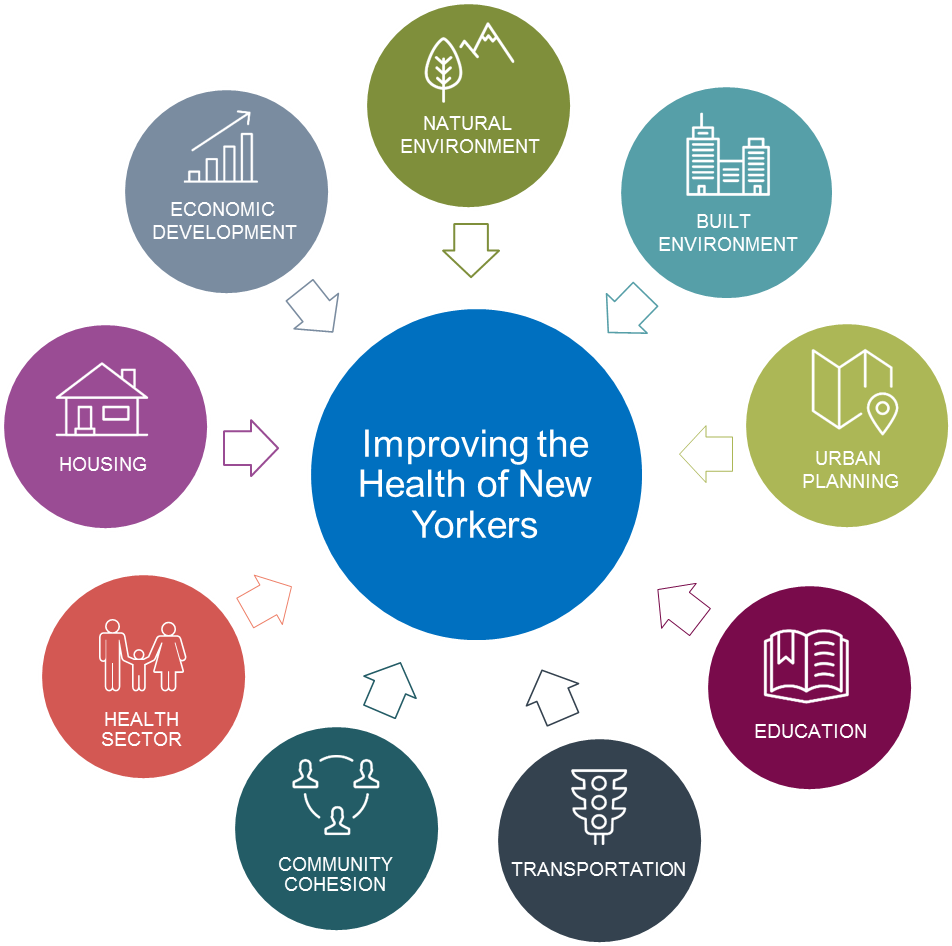 NATURAL
ENVIRONMENT
BUILT
ENVIRONMENT
URBAN
PLANNING
EDUCATION
TRANSPORTATION
COMMUNITY
COHESION
HEALTH
SECTOR
HOUSING
ECONOMIC
DEVELOPMENT
Improving the
Health of New
Yorkers